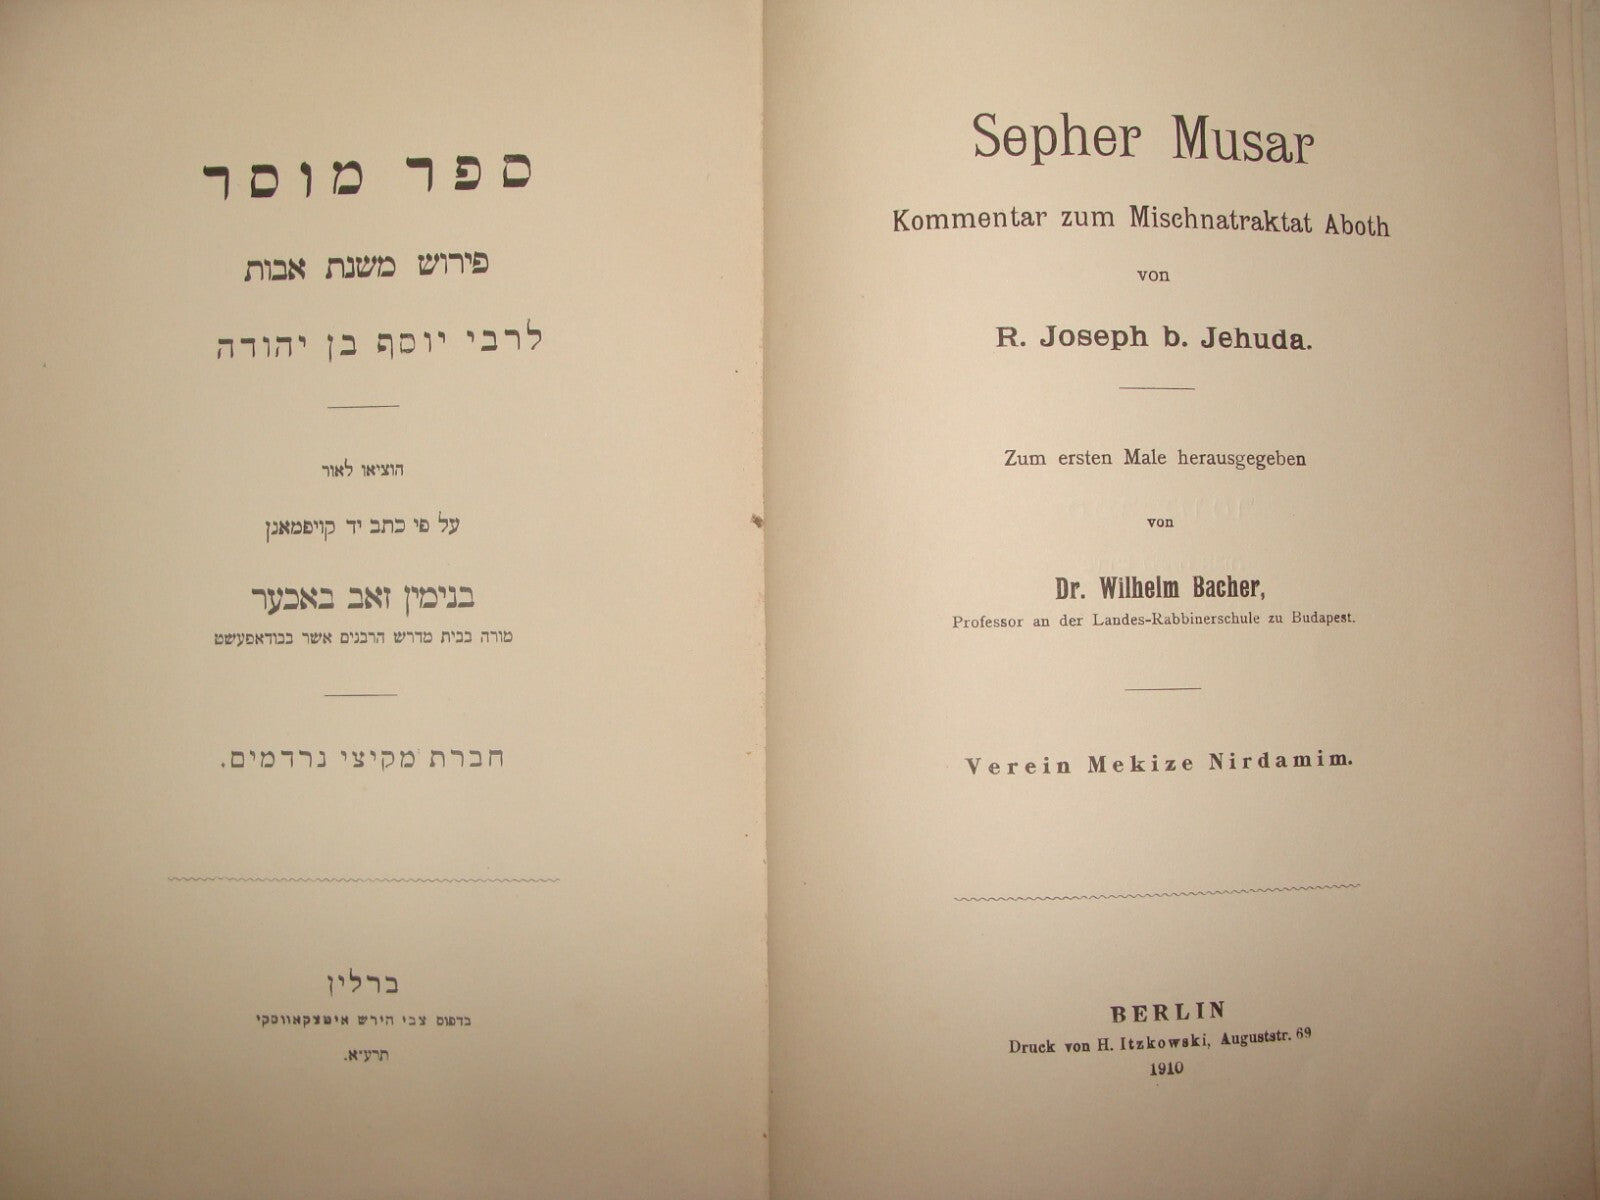 ספר מוסר
פירוש משנת אבות
לרבי יוסף בן יהודה
הוציאו לאור
על פי כתב יד קויפמאנן
בנימין זאב באכער
מורה בבית מדרש הרבנים אשר בבודאפעשט
חברת מקיצי נרדמים.
ברלין
בדפוס צבי הירש איטצקאווסקי
תרע״א.
Sepher Musar
Kommentar zum Mischnatraktat Aboth
von
R. Joseph b. Jehuda.
Zum ersten Male herausgegeben
von
Dr. Wilhelm Bacher,
Professor an der Landes-Rabbinerschule zu Budapest.
Verein Mekize Nirdamim.
BERLIN
Druck von H. Itzkowski, Auguststr. 69
1910